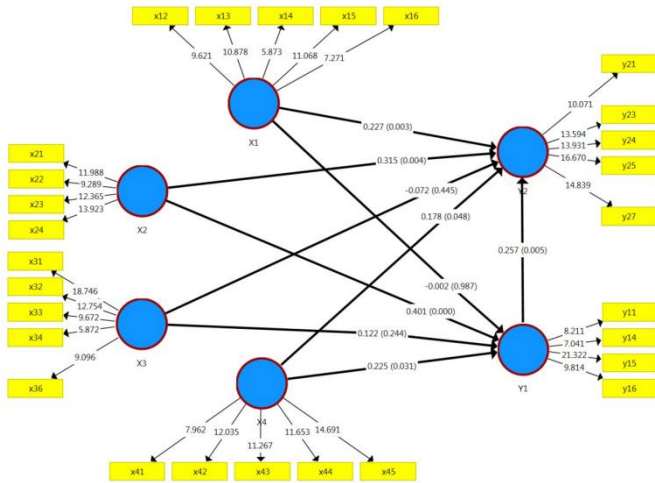 x12 x13 x14 x15 x16
9.621 10.878 5.873 11.068 7.271
X1
y21
10.071
y23
13.594
y24
13.931
y25
16.670
14.839
y27
Y2
0.227 (0.003)
x21
11.988
x22
9.289
x23
12.365
x24
13.923
X2
0.315 (0.004)
-0.072 (0.445)
0.178 (0.048)
0.257 (0.005)
x31
18.746
x32
12.754
x33
9.672
x34
5.872
9.096
x36
X3
-0.002 (0.987)
0.401 (0.000)
0.122 (0.244)
0.225 (0.031)
y11
8.211
y14
7.041
y15
21.322
y16
9.814
Y1
X4
7.962 12.035 11.267 11.653 14.691
x41 x42 x43 x44 x45